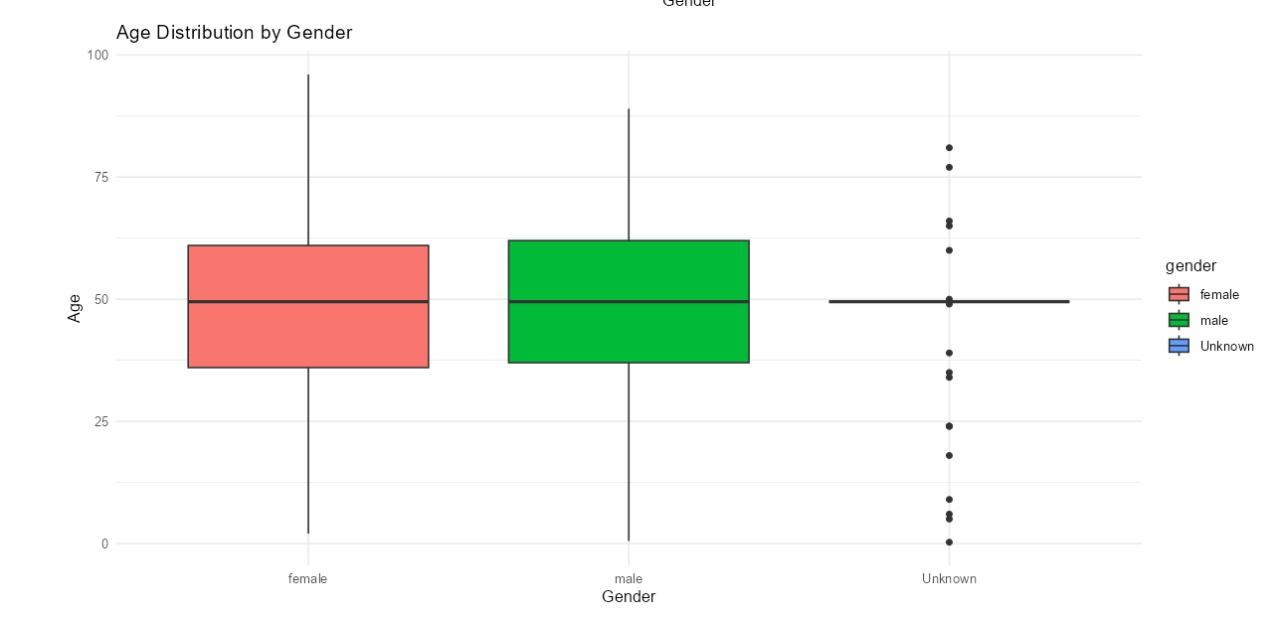 Gender
Age Distribution by Gender
100
75
50
25
0
Age
female
male
Unknown
Gender
gender
female
male
Unknown